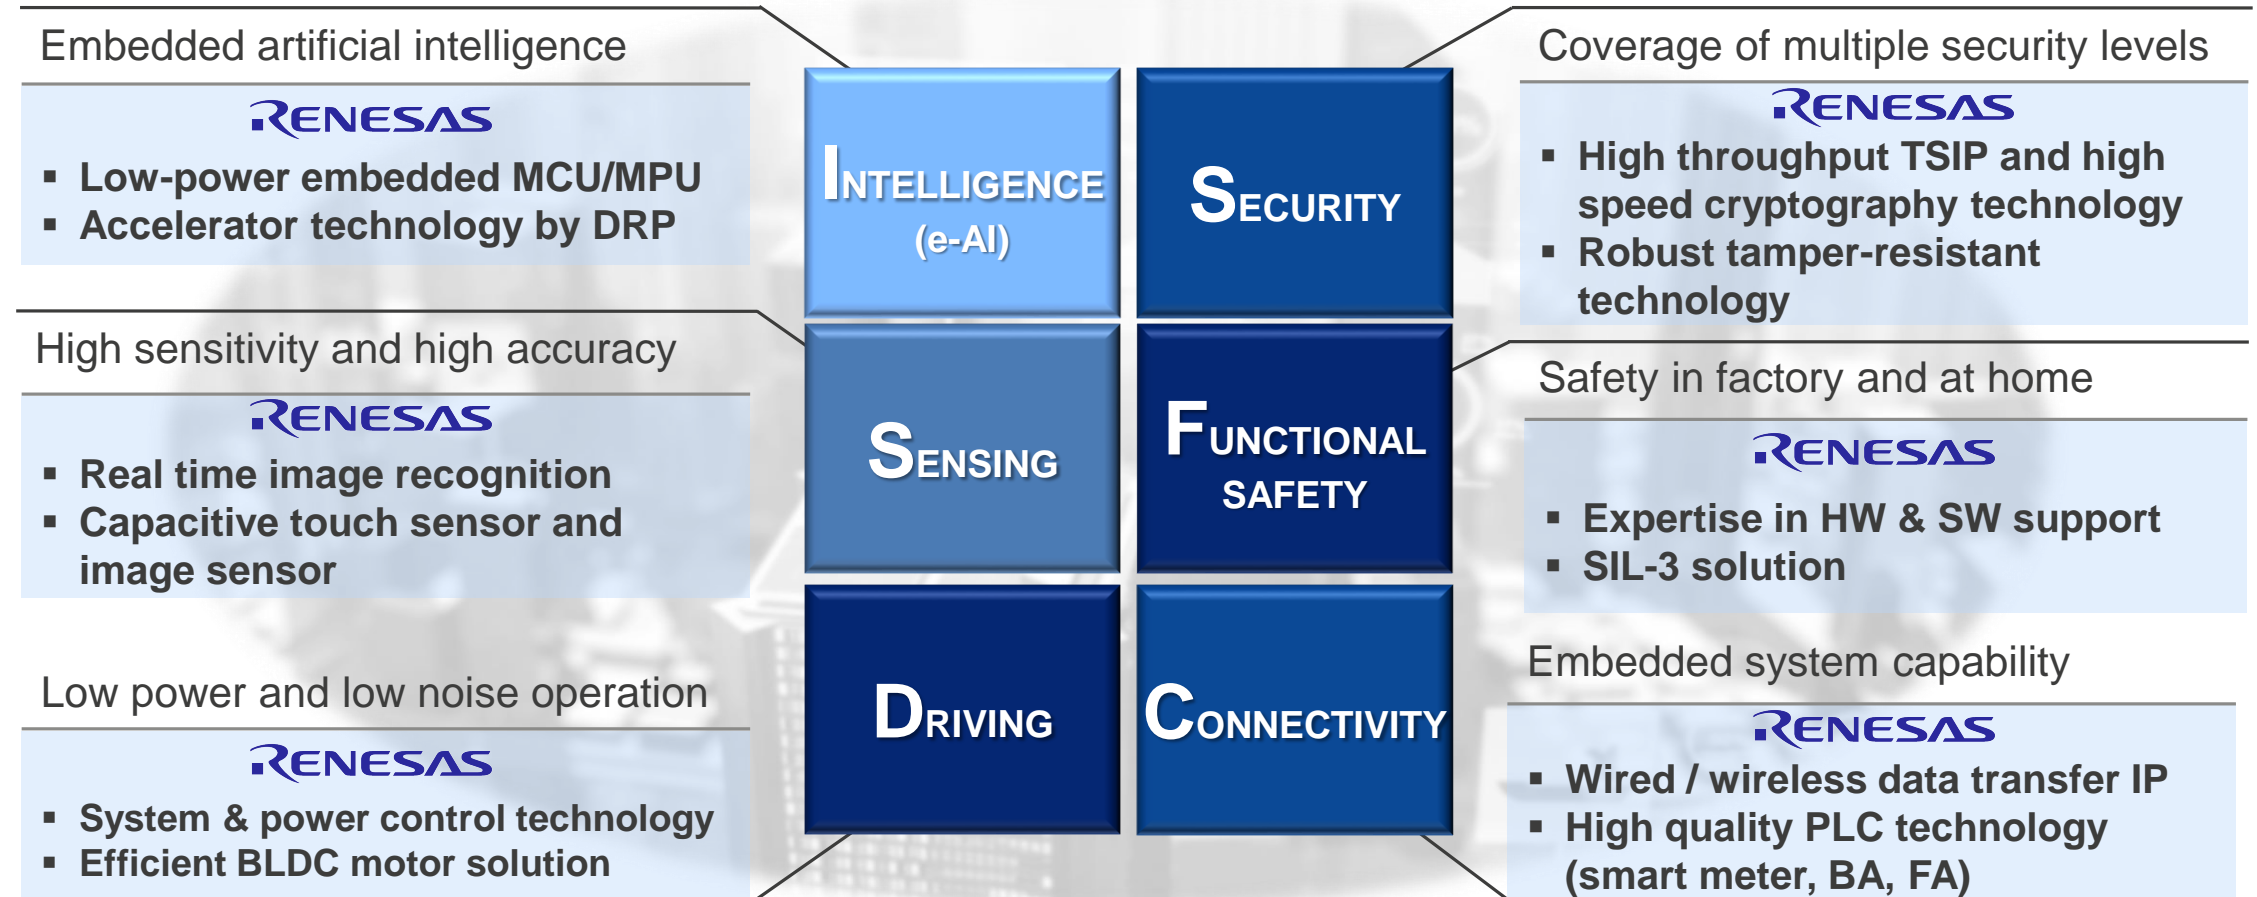 Embedded artificial intelligence
RENESAS
▪ Low-power embedded MCU/MPU
▪ Accelerator technology by DRP
High sensitivity and high accuracy
RENESAS
▪ Real time image recognition
▪ Capacitive touch sensor and
image sensor
Low power and low noise operation
RENESAS
▪ System & power control technology
▪ Efficient BLDC motor solution
INTELLIGENCE
(e-AI)
SECURITY
SENSING
FUNCTIONAL
SAFETY
DRIVING
CONNECTIVITY
Coverage of multiple security levels
RENESAS
▪ High throughput TSIP and high
speed cryptography technology
▪ Robust tamper-resistant
technology
Safety in factory and at home
RENESAS
▪ Expertise in HW & SW support
▪ SIL-3 solution
Embedded system capability
RENESAS
▪ Wired / wireless data transfer IP
▪ High quality PLC technology
(smart meter, BA, FA)